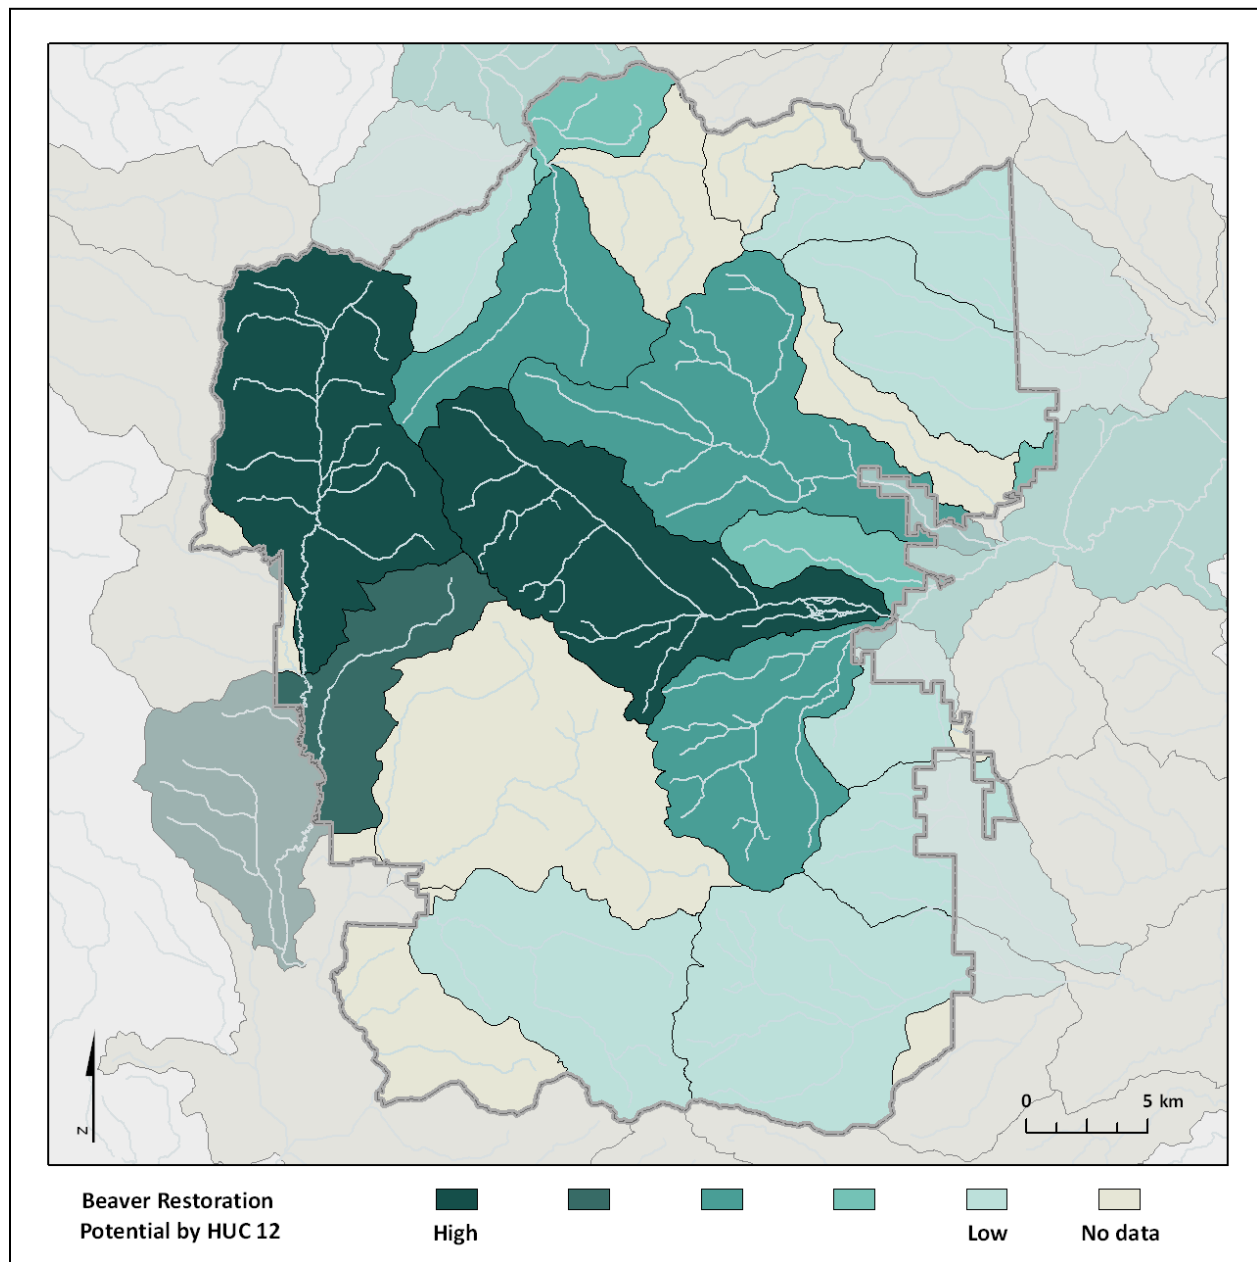 N
0 5 km
Beaver Restoration
Potential by HUC 12
High Low No data